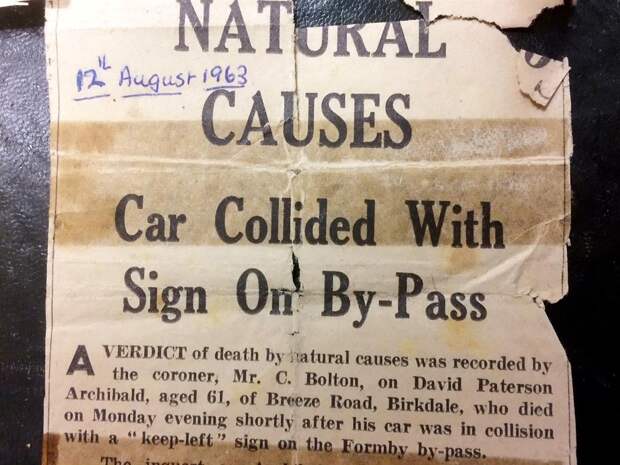 NATURAL
12th August 1963
CAUSES
Car Collided With
Sign On By-Pass
A VERDICT of death by natural causes was recorded by
the coroner, Mr. C. Bolton, on David Paterson
Archibald, aged 61, of Breeze Road, Birkdale, who died
on Monday evening shortly after his car was in collision
with a "keep-left" sign on the Formby by-pass.
The